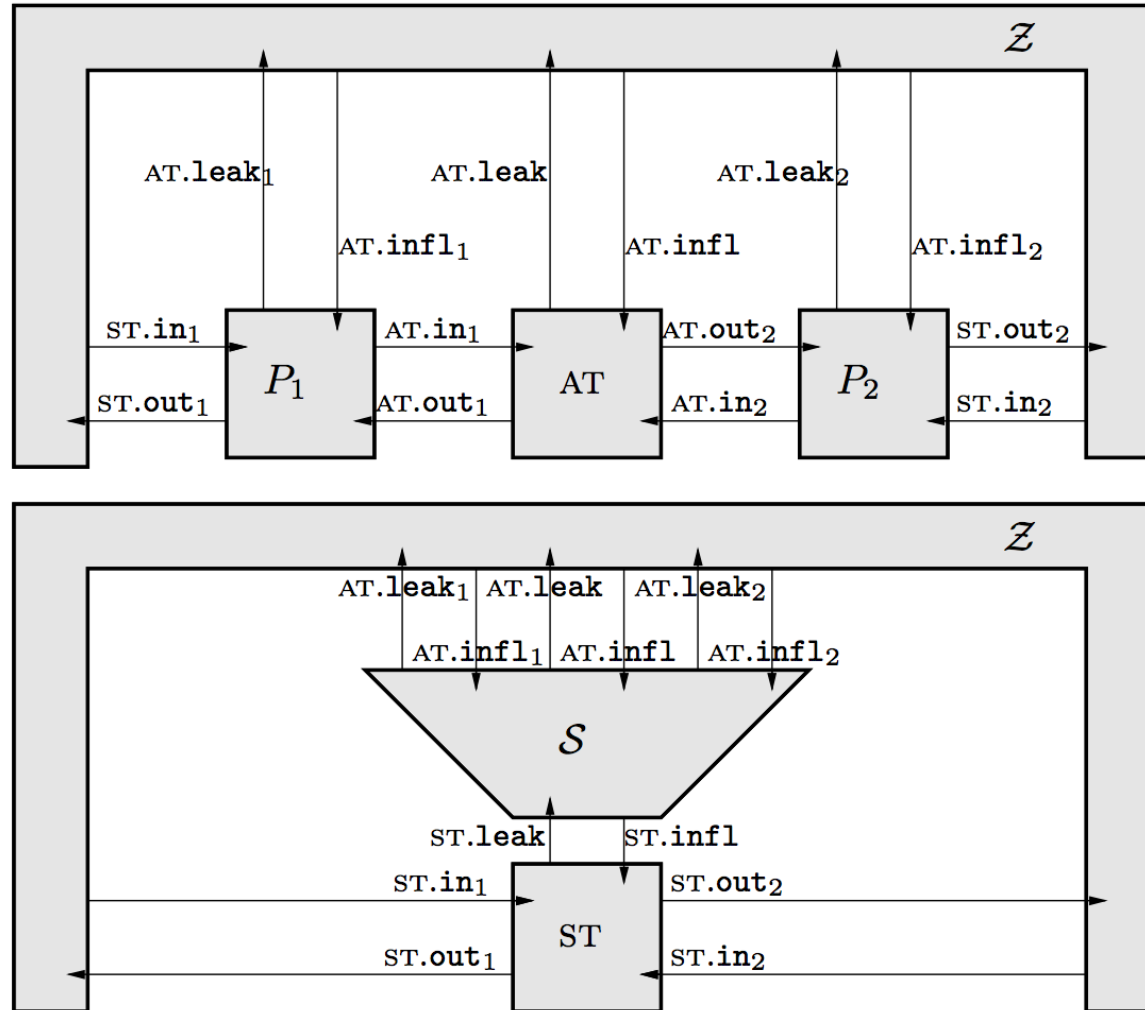 𝒵
AT.leak₁ AT.leak AT.leak₂
AT.infl₁ AT.infl AT.infl₂
ST.in₁ AT.in₁ AT.out₂ ST.out₂
P₁ AT P₂
ST.out₁ AT.out₁ AT.in₂ ST.in₂
𝒵
AT.leak₁ AT.leak AT.leak₂
AT.infl₁ AT.infl AT.infl₂
𝒮
ST.leak ST.infl
ST.in₁ ST.out₂
ST
ST.out₁ ST.in₂